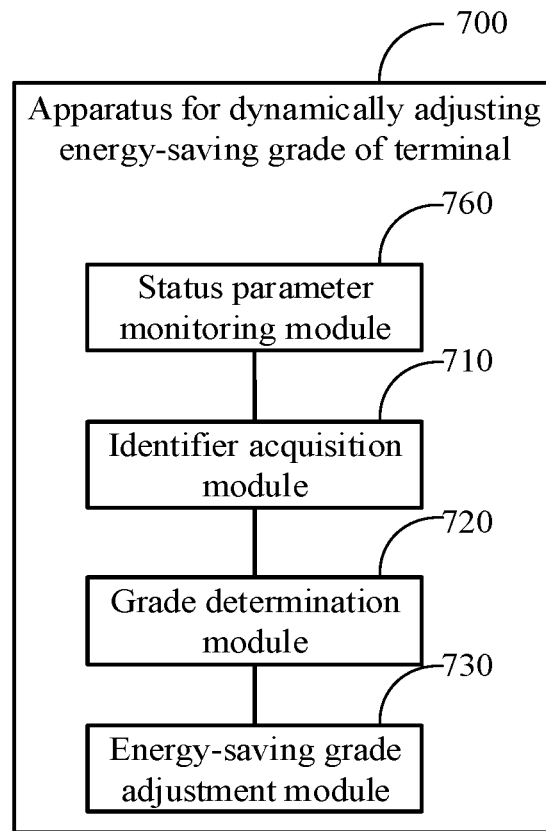 700
Apparatus for dynamically adjusting
energy-saving grade of terminal
760
Status parameter
monitoring module
710
Identifier acquisition
module
720
Grade determination
module
730
Energy-saving grade
adjustment module